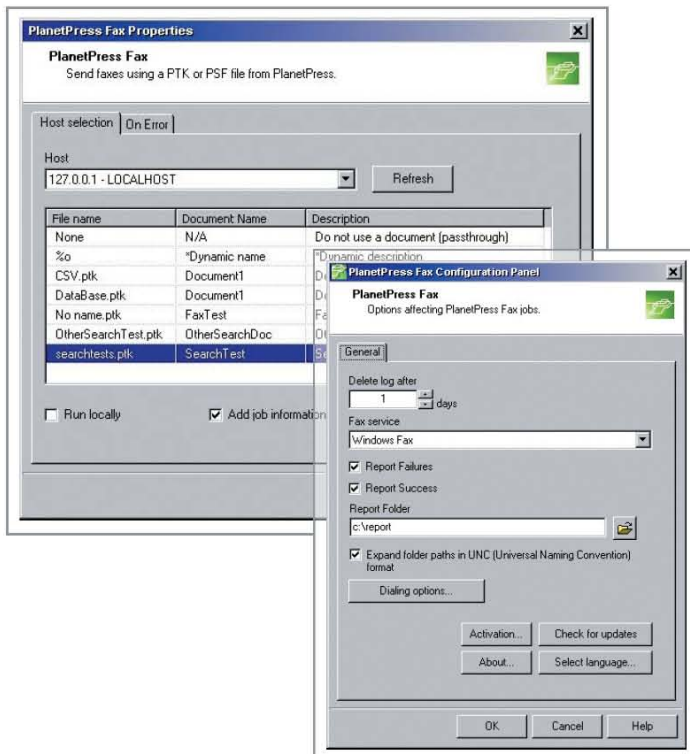 PlanetPress Fax Properties
PlanetPress Fax
Send faxes using a PTK or PSF file from PlanetPress.
Host selection
On Error
Host
127.0.0.1 - LOCALHOST
Refresh
File name Document Name Description
None N/A Do not use a document (passthrough)
%o *Dynamic name *Dynamic description
CSV.ptk Document1
DataBase.ptk Document1
No name.ptk FaxTest
OtherSearchTest.ptk OtherSearchDoc
searchtests.ptk SearchTest
Run locally
Add job information
PlanetPress Fax Configuration Panel
PlanetPress Fax
Options affecting PlanetPress Fax jobs.
General
Delete log after
1 days
Fax service
Windows Fax
Report Failures
Report Success
Report Folder
c:\report
Expand folder paths in UNC (Universal Naming Convention)
format
Dialing options...
Activation... Check for updates
About... Select language...
OK Cancel Help